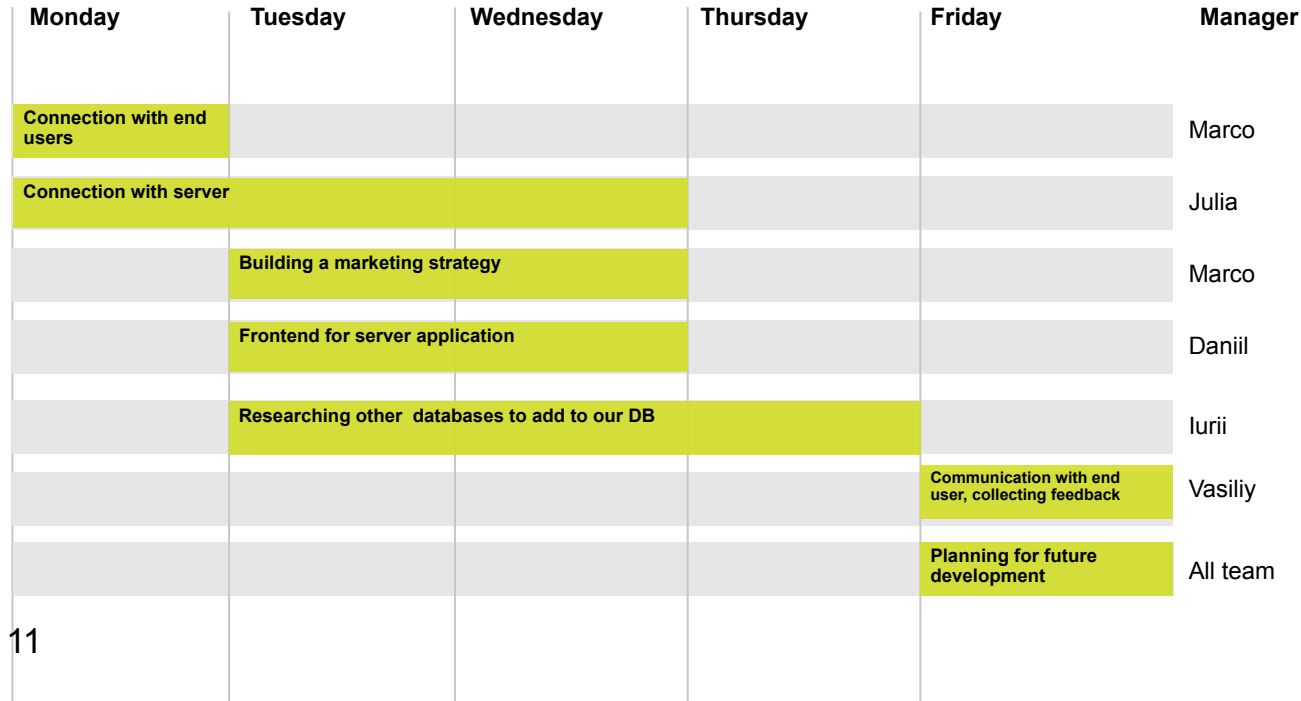 Monday Tuesday Wednesday Thursday Friday Manager
Connection with end
users
Marco
Connection with server
Julia
Building a marketing strategy
Marco
Frontend for server application
Daniil
Researching other  databases to add to our DB
Iurii
Communication with end
user, collecting feedback
Vasiliy
Planning for future
development
All team
11